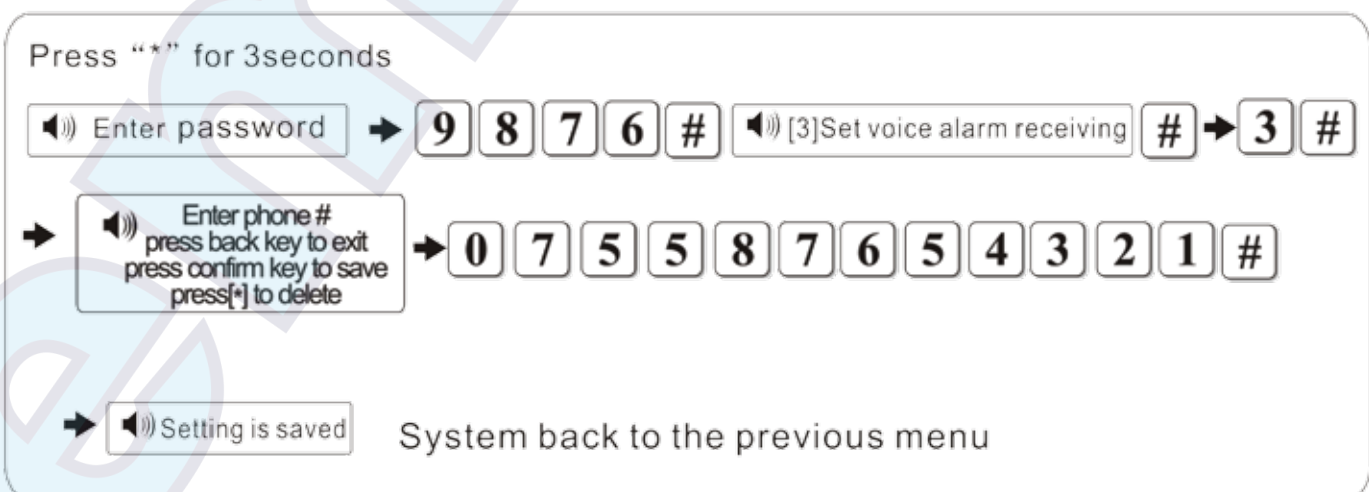 Press “*” for 3seconds
Enter password 9 8 7 6 # [3]Set voice alarm receiving # 3 #
Enter phone #
press back key to exit
press confirm key to save
press[*] to delete
0 7 5 5 8 7 6 5 4 3 2 1 #
Setting is saved System back to the previous menu